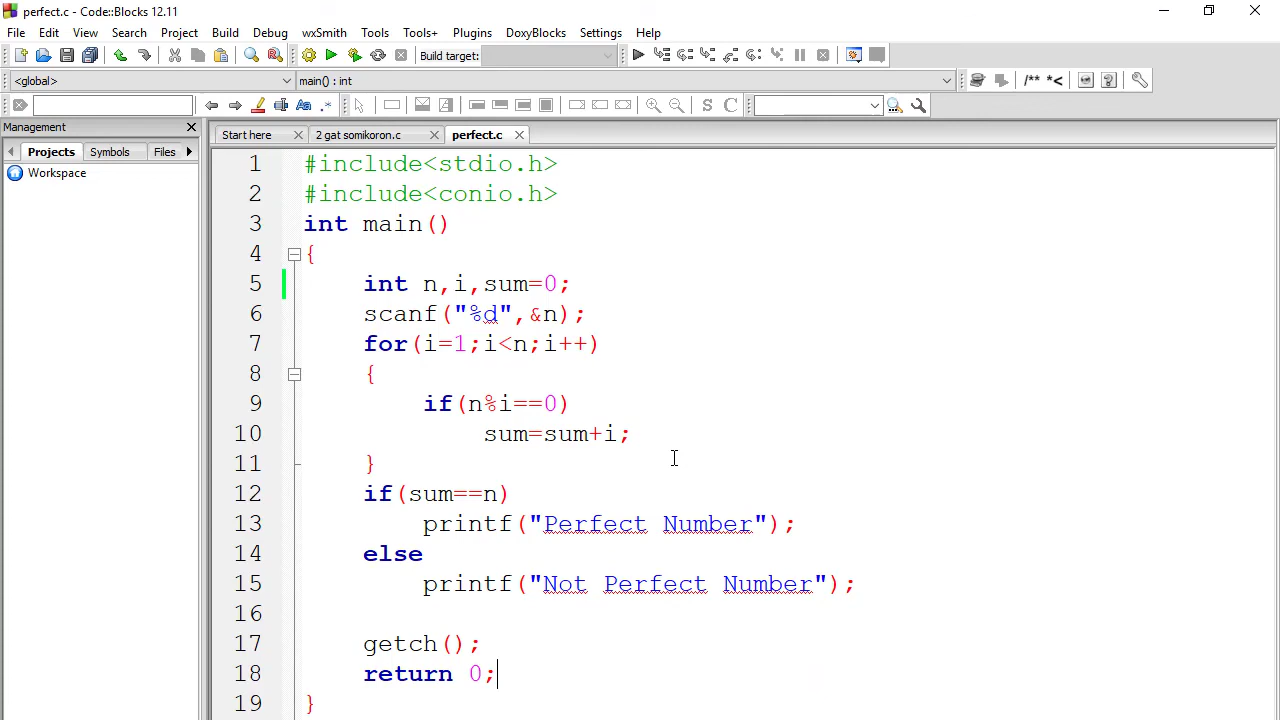 perfect.c - Code::Blocks 12.11
File Edit View Search Project Build Debug wxSmith Tools Tools+ Plugins DoxyBlocks Settings Help
Build target:
<global> main() : int /** *<
S C
Management
Projects Symbols Files
Workspace
Start here 2 gat somikoron.c perfect.c
1 #include<stdio.h>
2 #include<conio.h>
3 int main()
4 {
5 int n,i,sum=0;
6 scanf("%d",&n);
7 for(i=1;i<n;i++)
8 {
9 if(n%i==0)
10 sum=sum+i;
11 }
12 if(sum==n)
13 printf("Perfect Number");
14 else
15 printf("Not Perfect Number");
16
17 getch();
18 return 0;
19 }